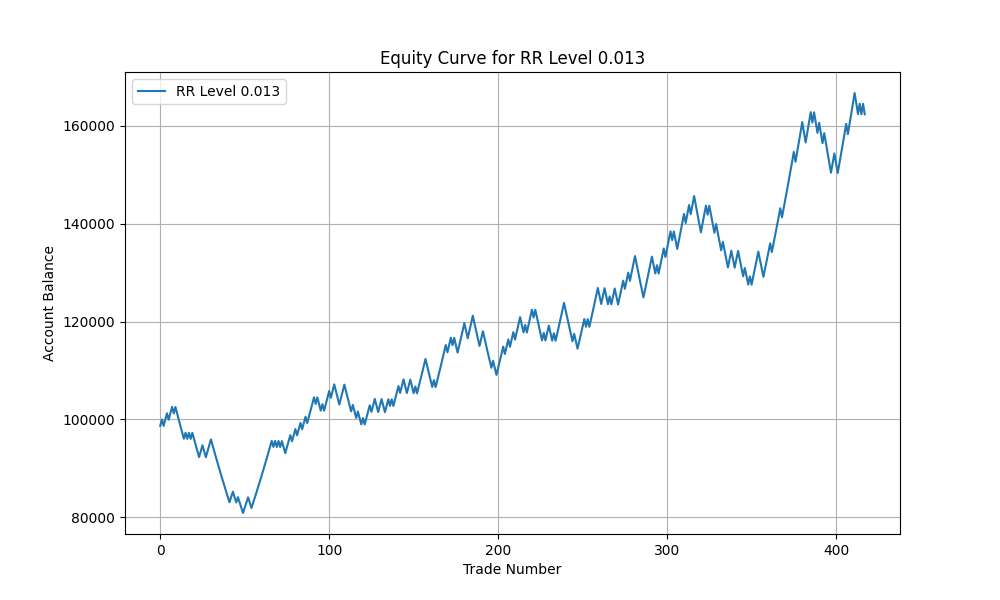 Equity Curve for RR Level 0.013
RR Level 0.013
160000
140000
120000
100000
80000
Account Balance
0 100 200 300 400
Trade Number